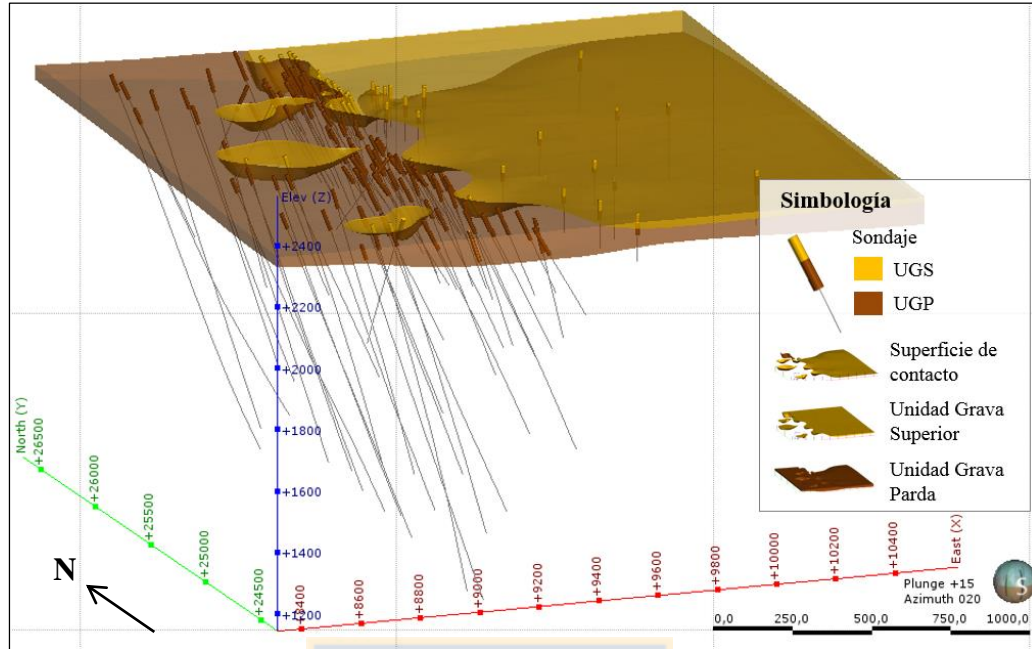 Elev (Z)
+2400
+2200
+2000
+1800
+1600
+1400
+1200
North (Y)
+26500
+26000
+25500
+25000
+24500
N
+8400
+8600
+8800
+9000
+9200
+9400
+9600
+9800
+10000
+10200
+10400
East (X)
Simbología
Sondaje
UGS
UGP
Superficie de
contacto
Unidad Grava
Superior
Unidad Grava
Parda
Plunge +15
Azimuth 020
S
0,0 250,0 500,0 750,0 1000,0